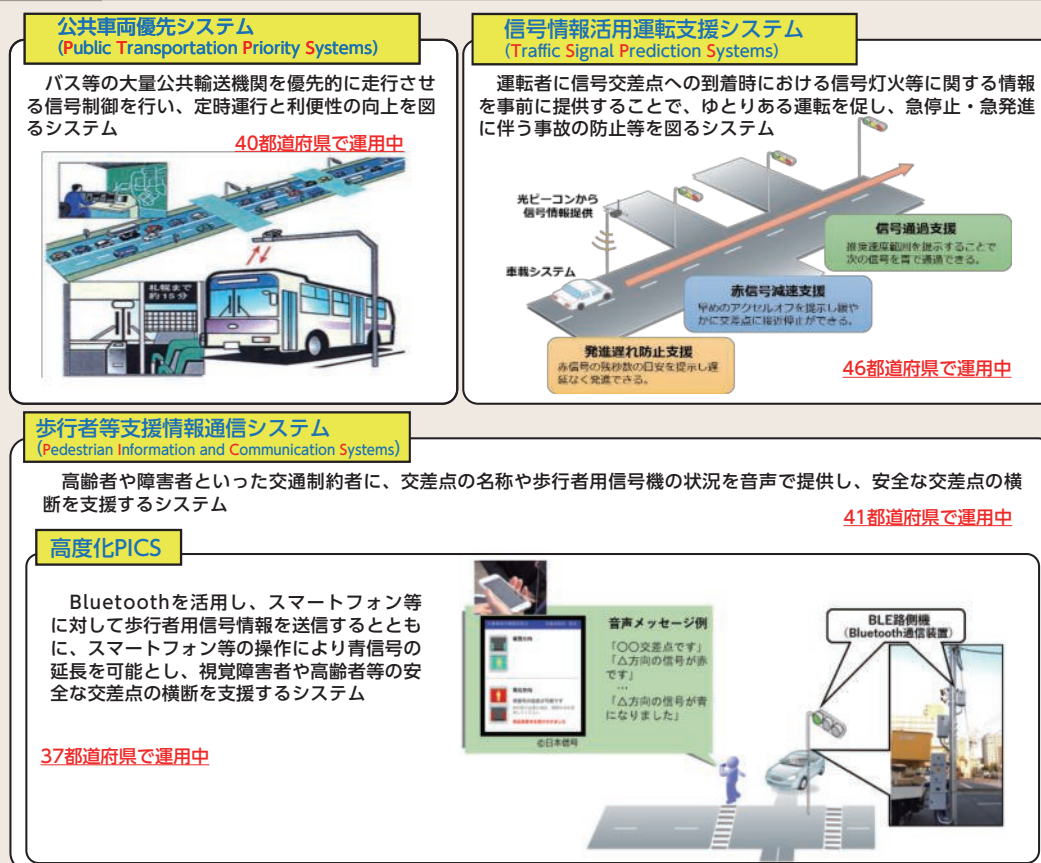 公共車両優先システム
(Public Transportation Priority Systems)
バス等の大量公共輸送機関を優先的に走行させ
る信号制御を行い、定時運行と利便性の向上を図
るシステム
40都道府県で運用中
札幌まで
約15分
信号情報活用運転支援システム
(Traffic Signal Prediction Systems)
運転者に信号交差点への到着時における信号灯火等に関する情報
を事前に提供することで、ゆとりある運転を促し、急停止・急発進
に伴う事故の防止等を図るシステム
光ビーコンから
信号情報提供
車載システム
信号通過支援
推奨速度範囲を提示することで
次の信号を青で通過できる。
赤信号減速支援
早めのアクセルオフを提示し緩や
かに交差点に接近停止ができる。
発進遅れ防止支援
赤信号の残秒数の目安を提示し遅
延なく発進できる。
46都道府県で運用中
歩行者等支援情報通信システム
(Pedestrian Information and Communication Systems)
高齢者や障害者といった交通制約者に、交差点の名称や歩行者用信号機の状況を音声で提供し、安全な交差点の横
断を支援するシステム
41都道府県で運用中
高度化PICS
Bluetoothを活用し、スマートフォン等
に対して歩行者用信号情報を送信するととも
に、スマートフォン等の操作により青信号の
延長を可能とし、視覚障害者や高齢者等の安
全な交差点の横断を支援するシステム
37都道府県で運用中
音声メッセージ例
「〇〇交差点です」
「△方向の信号が赤
です」
…
「△方向の信号が青
になりました」
©日本信号
BLE路側機
(Bluetooth通信装置)